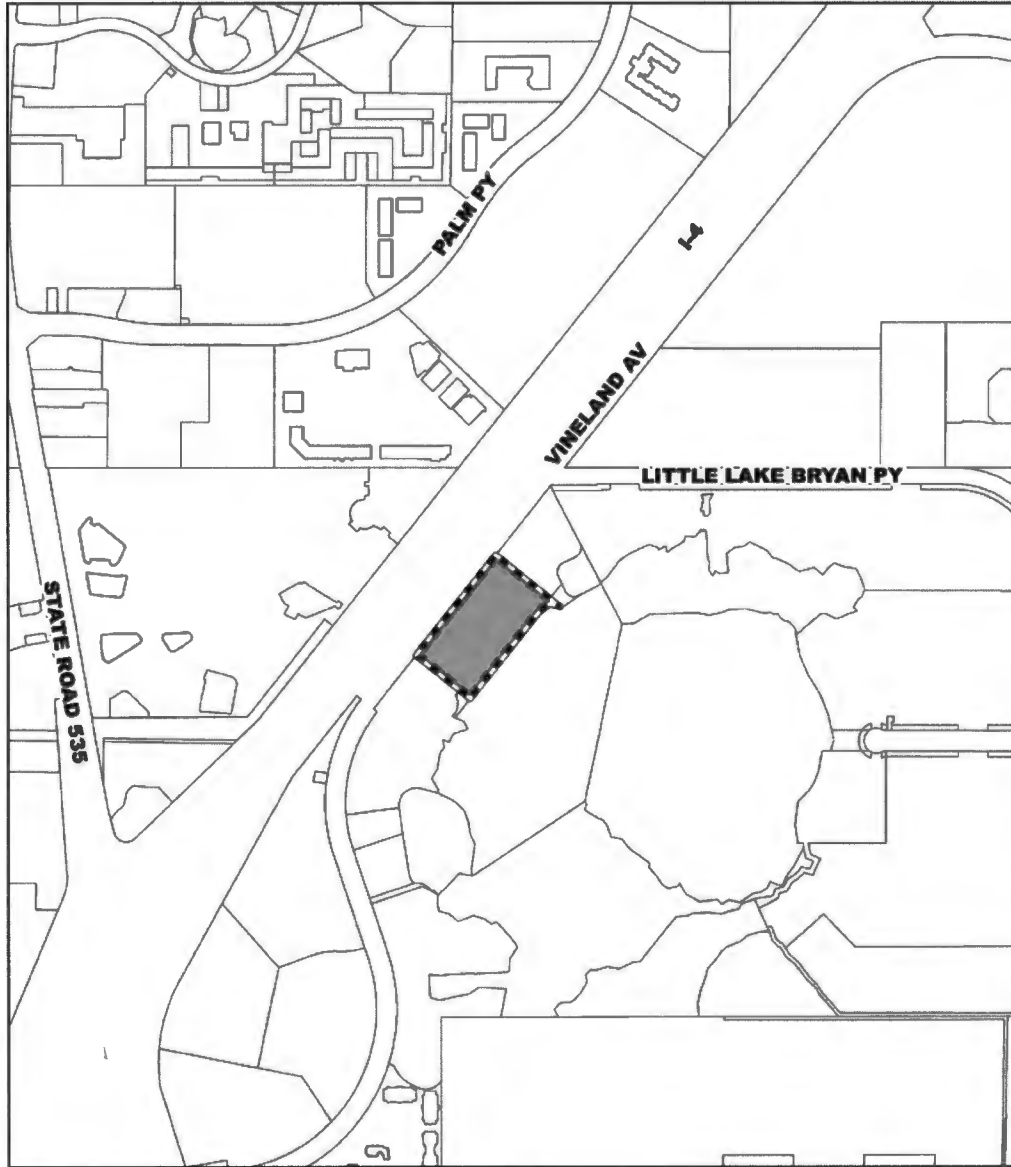 PALM PY
I-4
VINELAND AV
LITTLE LAKE BRYAN PY
STATE ROAD 535